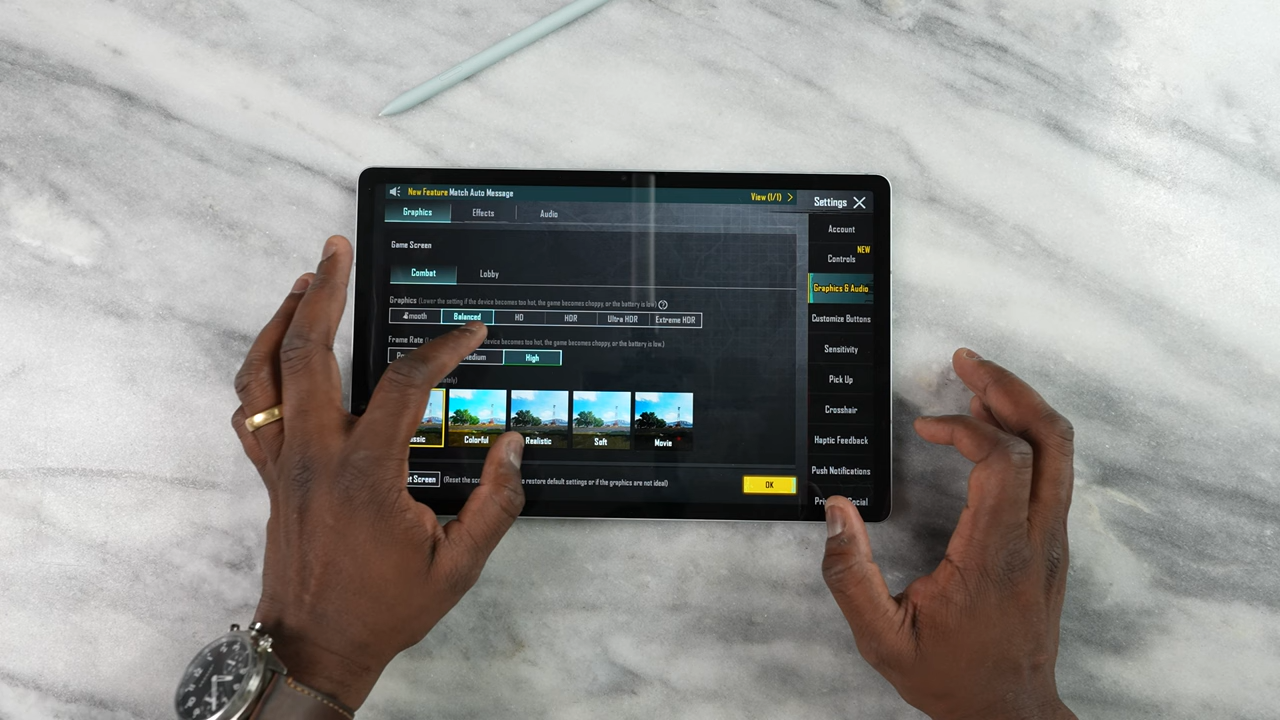 New Feature Match Auto Message View (1/1) >
Settings X
Graphics Effects Audio
Account
Game Screen
Controls NEW
Combat Lobby
Graphics & Audio
Graphics (Lower the setting if the device becomes too hot, the game becomes choppy, or the battery is low.) ?
Smooth Balanced HD HDR Ultra HDR Extreme HDR
Customize Buttons
Frame Rate device becomes too hot, the game becomes choppy, or the battery is low.)
Sensitivity
High
Pick Up
Crosshair
Colorful Realistic Soft Movie
Haptic Feedback
Push Notifications
Screen (Reset the to restore default settings or if the graphics are not ideal) OK
Social